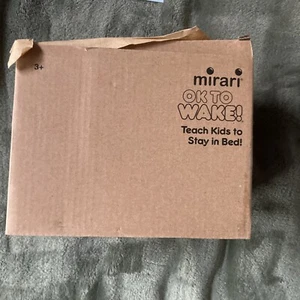 3+
mirari®
OK TO
WAKE!
Teach Kids to
Stay in Bed!